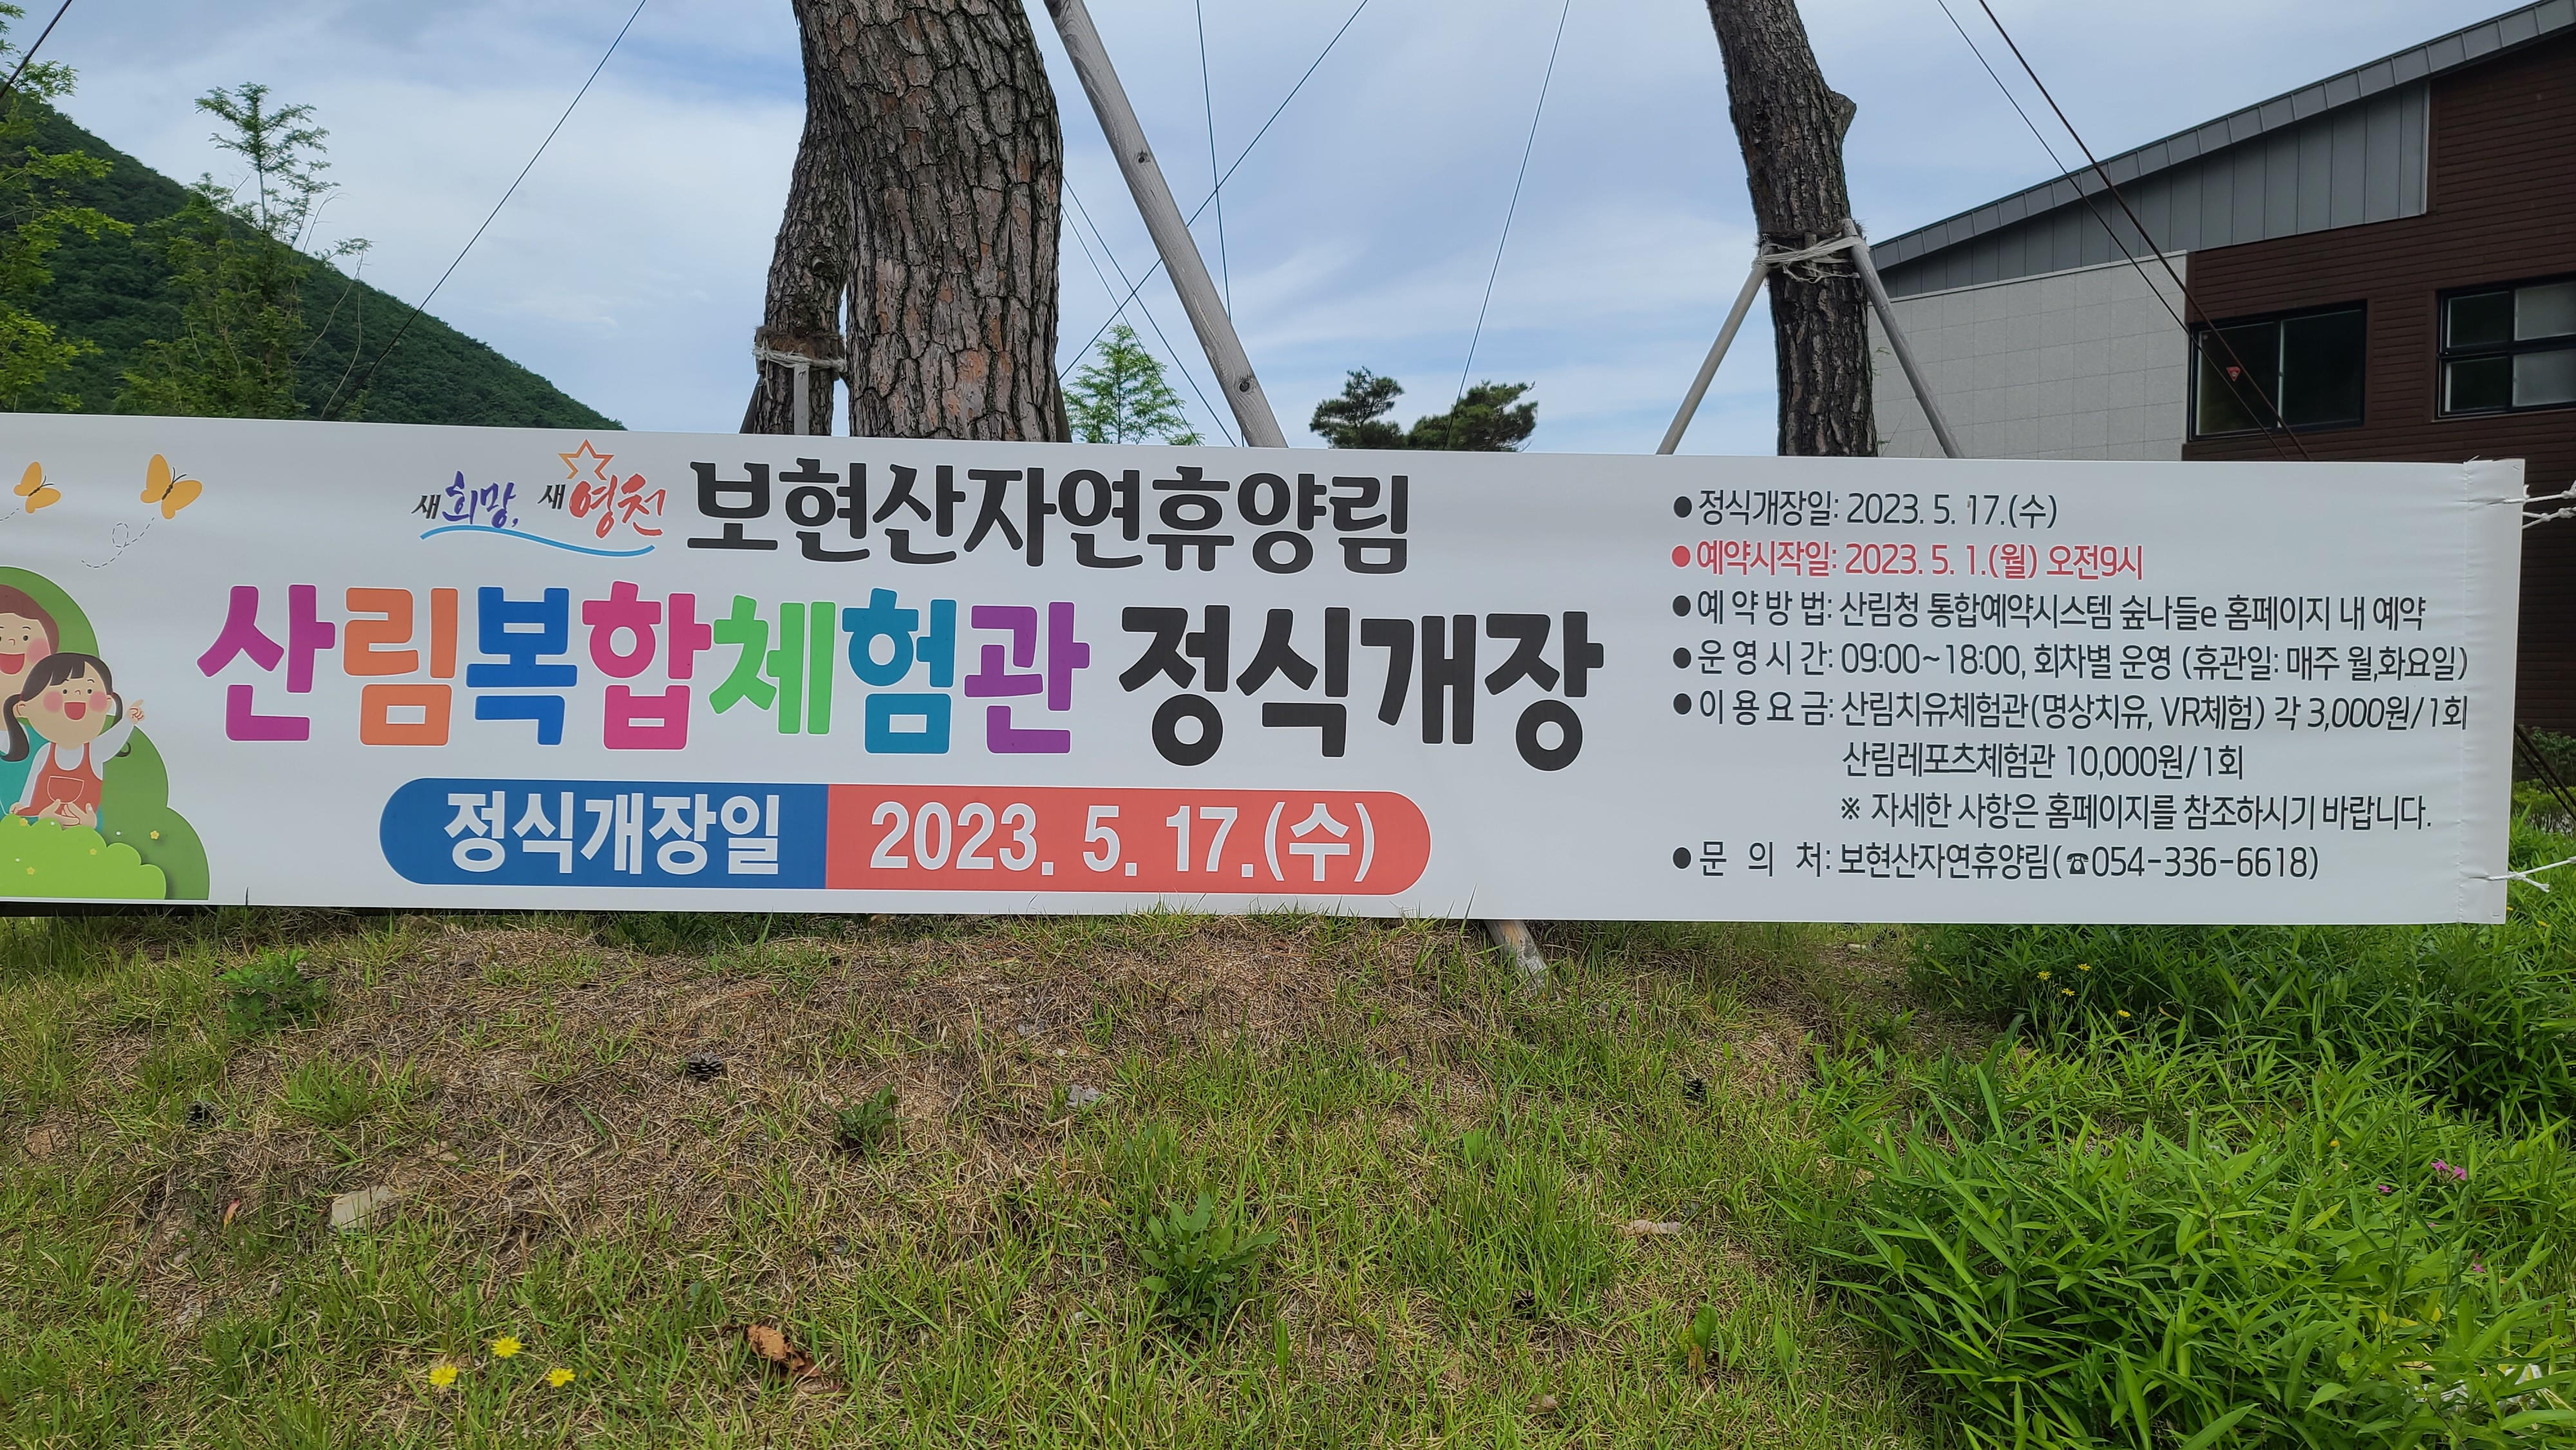 새희망, 새영천 보현산자연휴양림
산림복합체험관 정식개장
정식개장일 2023. 5. 17.(수)
● 정식개장일: 2023. 5. 17.(수)
● 예약시작일: 2023. 5. 1.(월) 오전9시
● 예 약 방 법: 산림청 통합예약시스템 숲나들e 홈페이지 내 예약
● 운 영 시 간: 09:00~18:00, 회차별 운영 (휴관일: 매주 월,화요일)
● 이 용 요 금: 산림치유체험관(명상치유, VR체험) 각 3,000원/1회
산림레포츠체험관 10,000원/1회
※ 자세한 사항은 홈페이지를 참조하시기 바랍니다.
● 문 의 처: 보현산자연휴양림(☎054-336-6618)